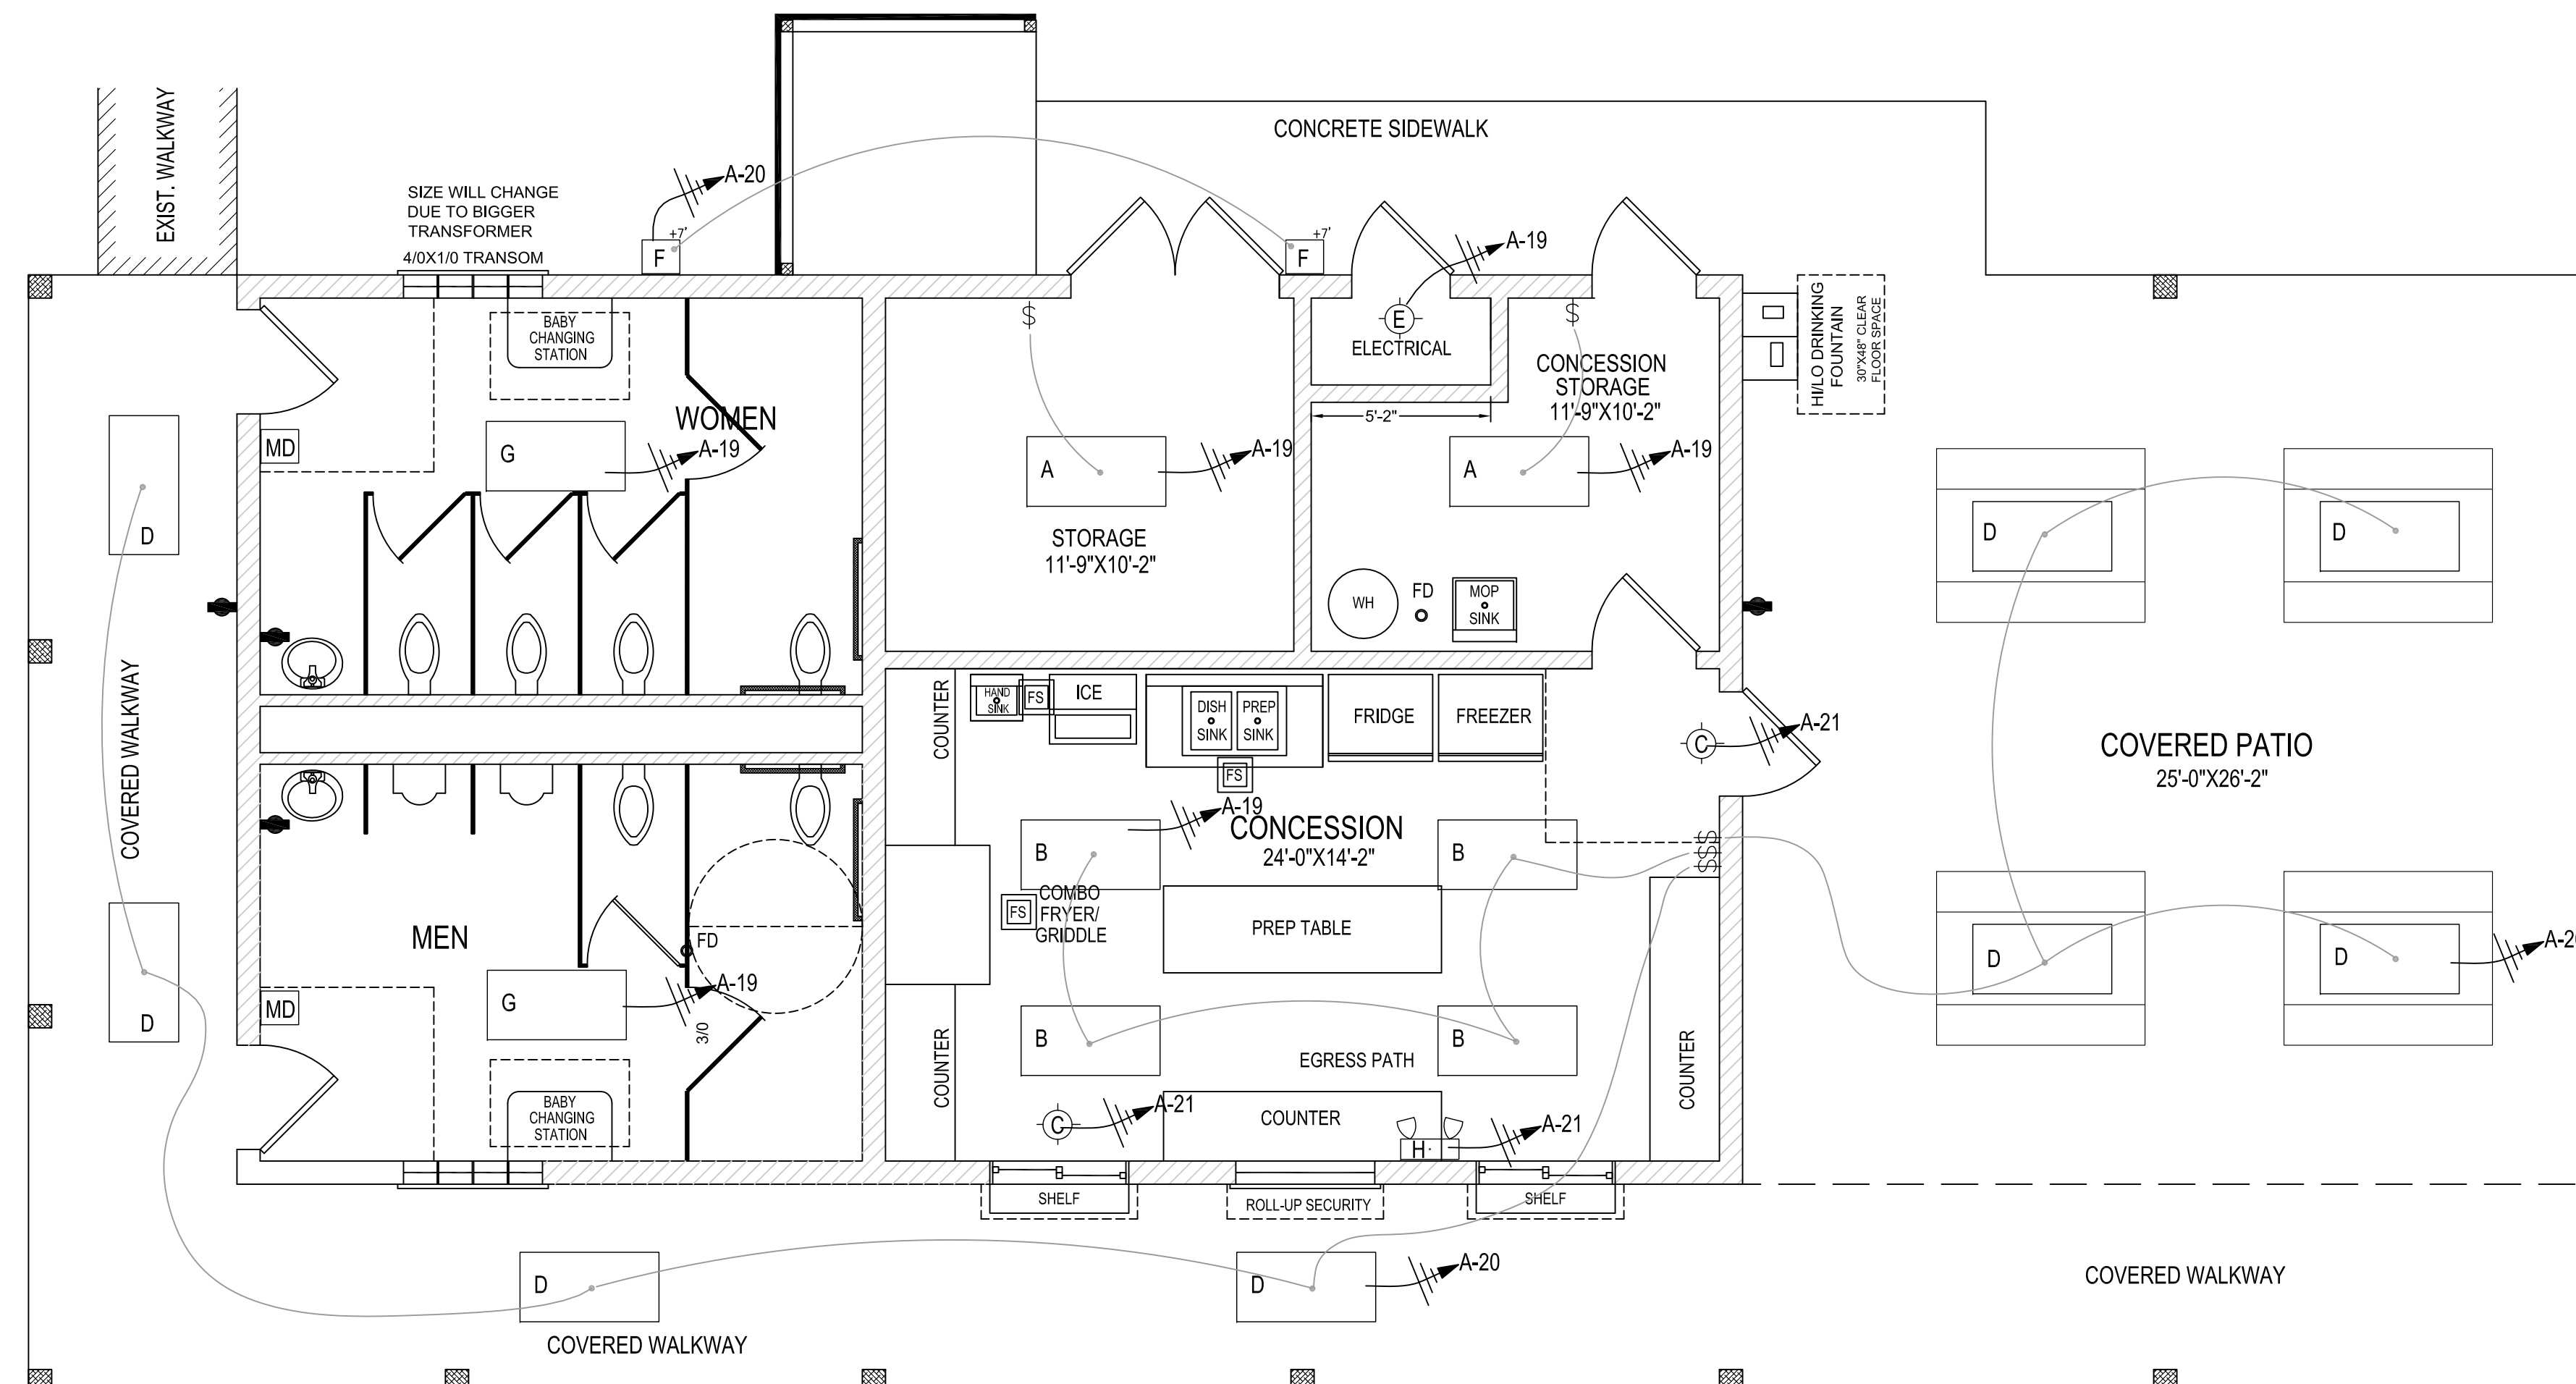 CONCRETE SIDEWALK
EXIST. WALKWAY
A-20
SIZE WILL CHANGE
DUE TO BIGGER
TRANSFORMER
4/0X1/0 TRANSOM
+7'
F
+7'
F
A-19
E
ELECTRICAL
$
$
BABY
CHANGING
STATION
HI/LO DRINKING
FOUNTAIN
30"X48" CLEAR
FLOOR SPACE
CONCESSION
STORAGE
11'-9"X10'-2"
5'-2"
WOMEN
MD
G
A-19
A
A-19
A
A-19
D
D
D
STORAGE
11'-9"X10'-2"
WH
FD
MOP
SINK
COVERED WALKWAY
COUNTER
HAND
SINK
FS
ICE
DISH
SINK
PREP
SINK
FRIDGE
FREEZER
FS
C
A-21
COVERED PATIO
25'-0"X26'-2"
A-19
CONCESSION
24'-0"X14'-2"
B
B
$
$
$
COMBO
FRYER/
GRIDDLE
FS
PREP TABLE
MEN
FD
D
D
MD
G
A-19
3/0
D
B
B
EGRESS PATH
COUNTER
COUNTER
BABY
CHANGING
STATION
C
A-21
COUNTER
H
A-21
SHELF
ROLL-UP SECURITY
SHELF
D
D
A-20
COVERED WALKWAY
COVERED WALKWAY